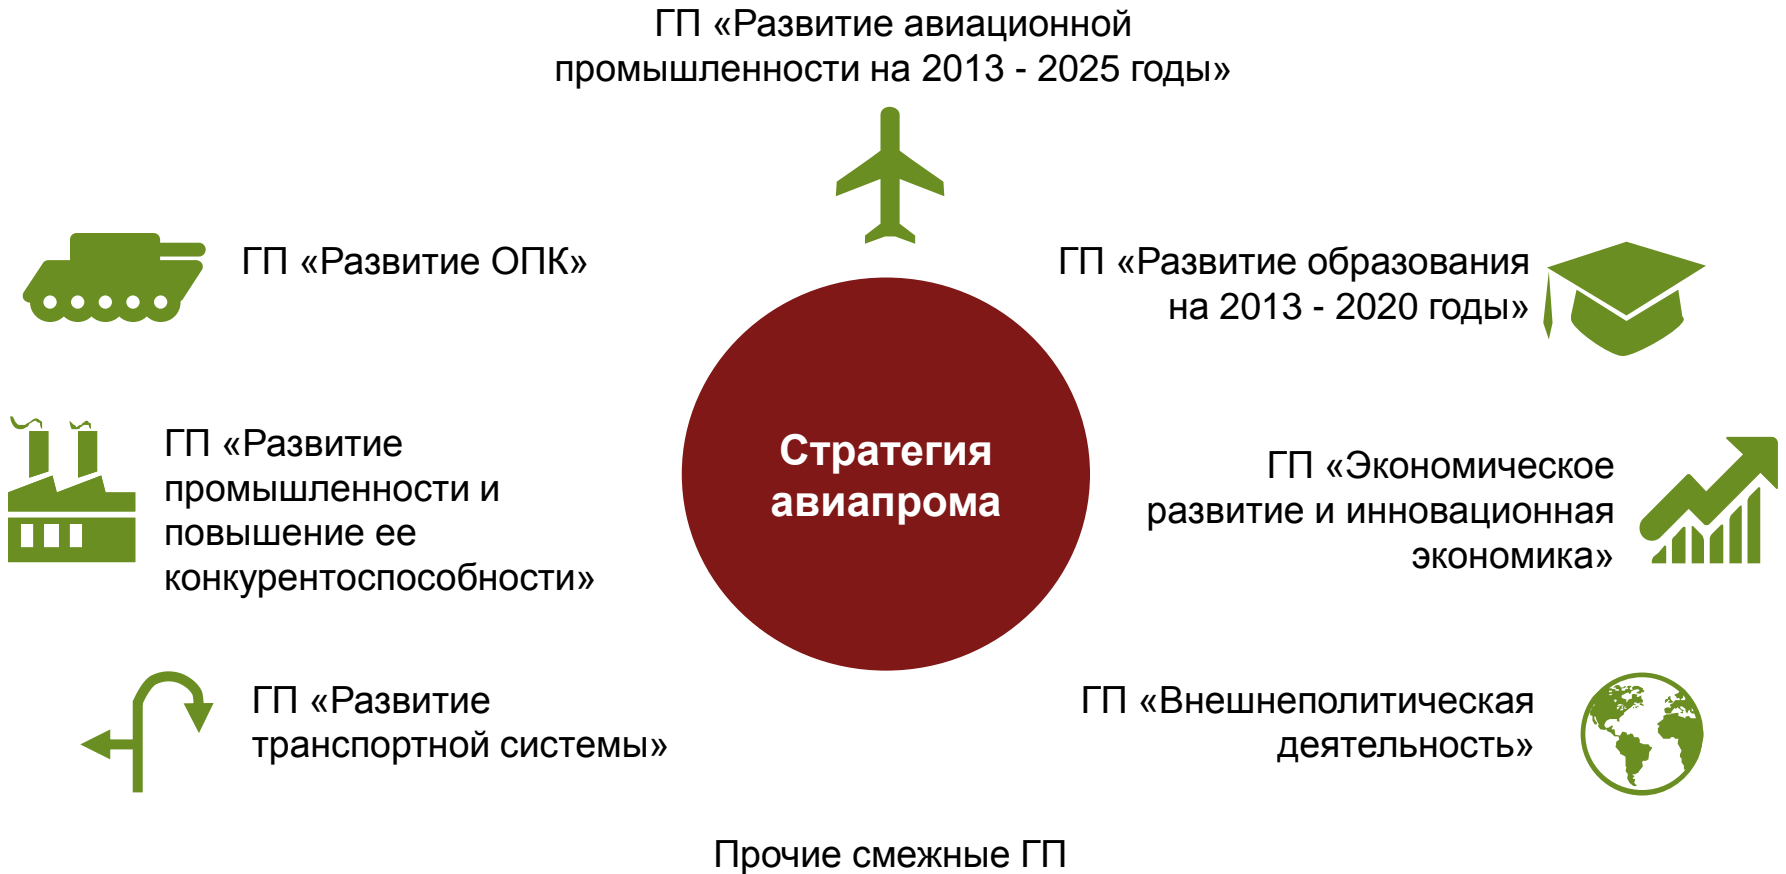 ГП «Развитие авиационной
промышленности на 2013 - 2025 годы»
ГП «Развитие ОПК»
ГП «Развитие образования
на 2013 - 2020 годы»
ГП «Развитие
промышленности и
повышение ее
конкурентоспособности»
Стратегия
авиапрома
ГП «Экономическое
развитие и инновационная
экономика»
ГП «Развитие
транспортной системы»
ГП «Внешнеполитическая
деятельность»
Прочие смежные ГП